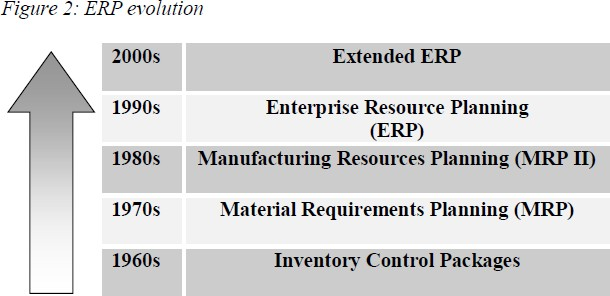 Figure 2: ERP evolution
2000s Extended ERP
1990s Enterprise Resource Planning
(ERP)
1980s Manufacturing Resources Planning (MRP II)
1970s Material Requirements Planning (MRP)
1960s Inventory Control Packages